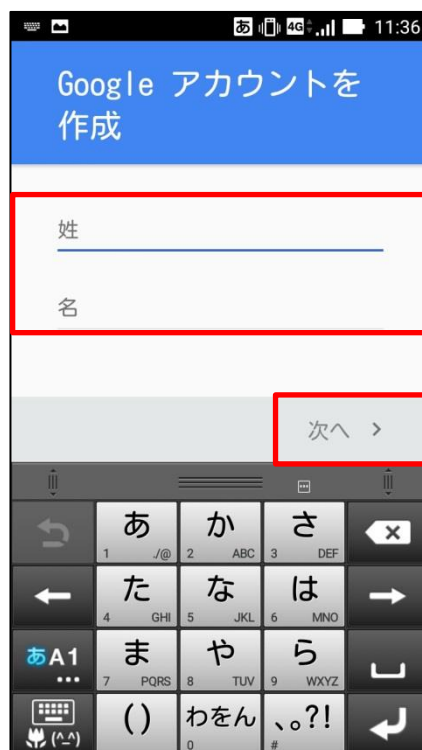 あ 4G 11:36
Google アカウントを
作成
姓
名
次へ >
あ か さ
1 ./@ 2 ABC 3 DEF
た な は
4 GHI 5 JKL 6 MNO
あA1 ま や ら
7 PQRS 8 TUV 9 WXYZ
(^-^) () わをん 、。?!
0 #